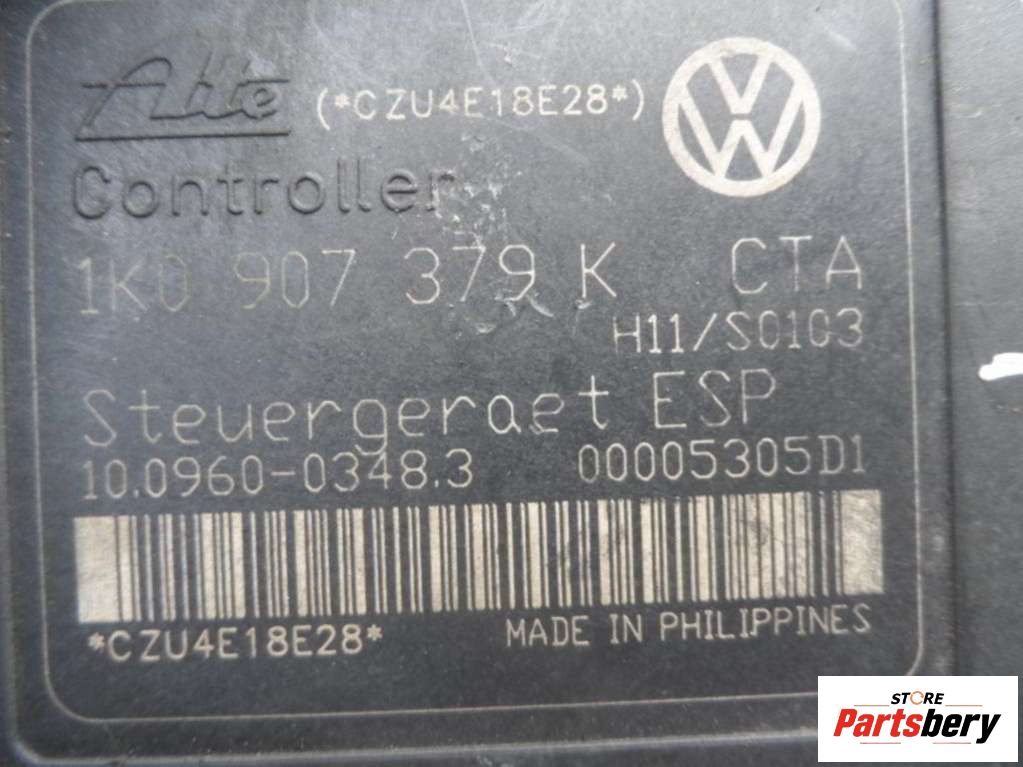 Ate (*CZU4E18E28*)
Controller
1K0 907 379 K CTA
H11/S0103
Steuergeraet ESP
10.0960-0348.3 00005305D1
*CZU4E18E28*
MADE IN PHILIPPINES
STORE
Partsbery